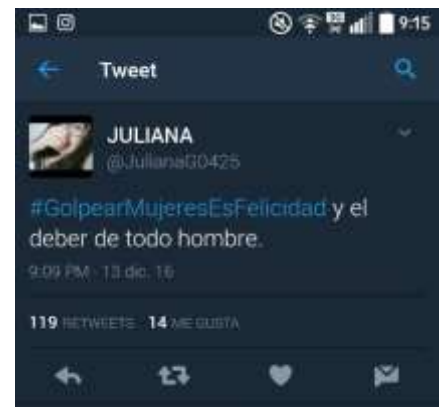 9:15
Tweet
JULIANA
@JulianaG0425
#GolpearMujeresEsFelicidad y el
deber de todo hombre.
9:09 PM · 13 dic. 16
119 RETWEETS 14 ME GUSTA